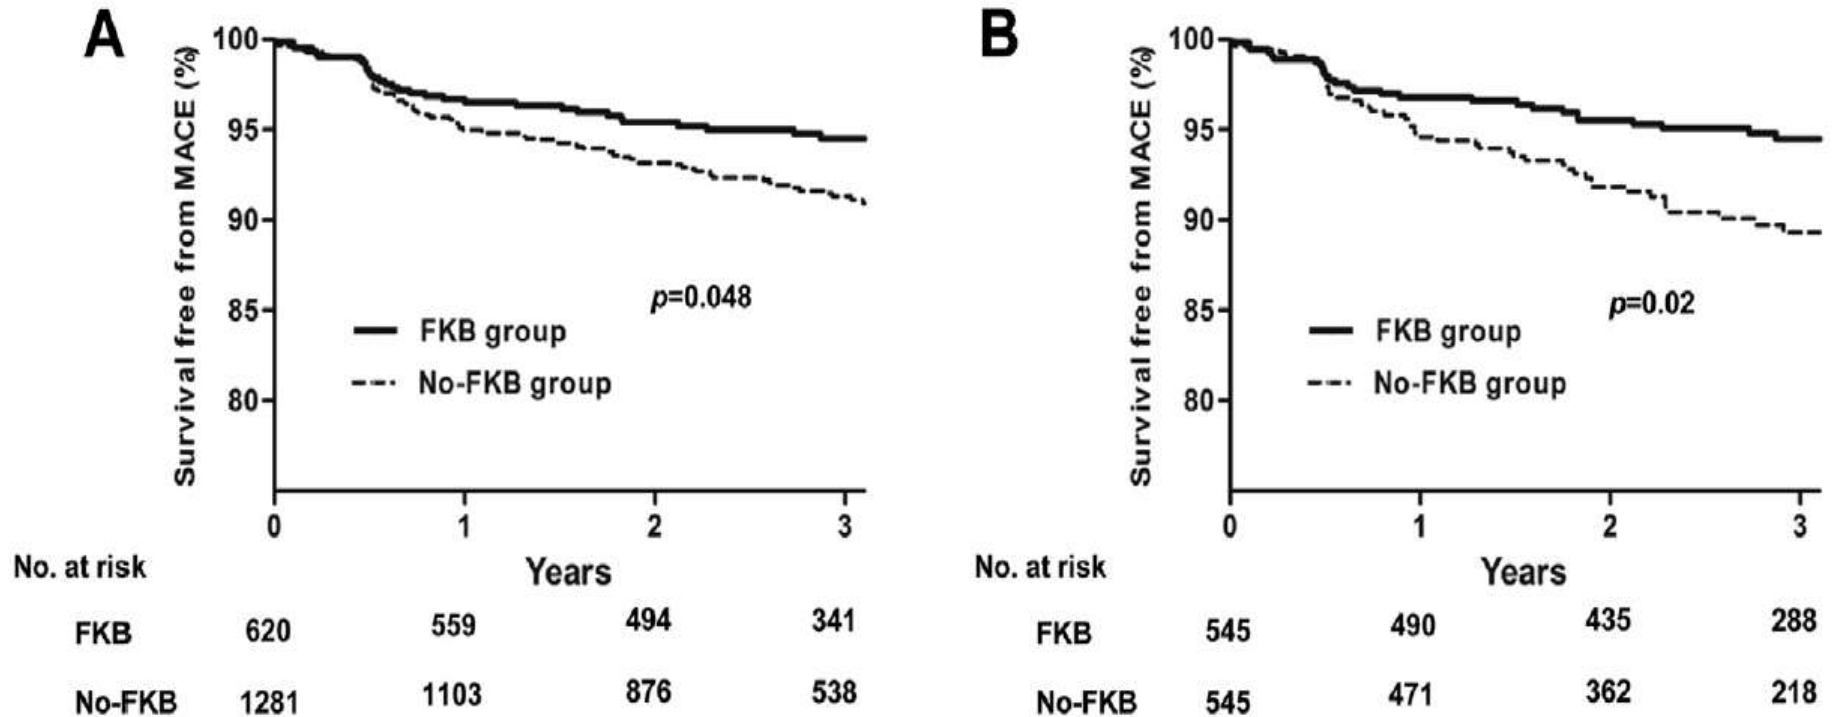 A
Survival free from MACE (%)
100
95
90
85
80
p=0.048
FKB group
No-FKB group
0 1 2 3
Years
No. at risk
FKB 620 559 494 341
No-FKB 1281 1103 876 538
B
Survival free from MACE (%)
100
95
90
85
80
p=0.02
FKB group
No-FKB group
0 1 2 3
Years
No. at risk
FKB 545 490 435 288
No-FKB 545 471 362 218